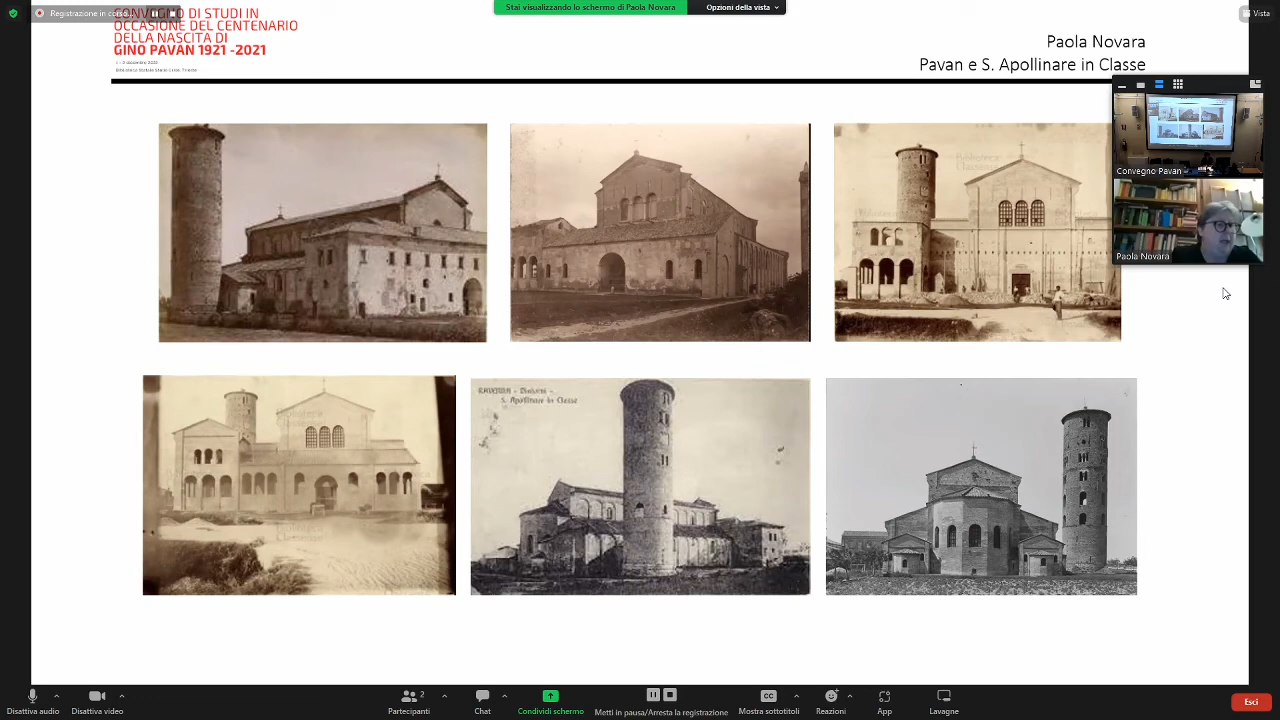 Registrazione in corso...
Stai visualizzando lo schermo di Paola Novara
Opzioni della vista
Vista
CONVEGNO DI STUDI IN
OCCASIONE DEL CENTENARIO
DELLA NASCITA DI
GINO PAVAN 1921 -2021
Paola Novara
Pavan e S. Apollinare in Classe
Convegno Pavan
Paola Novara
S. Apollinare in Classe
Disattiva audio
Disattiva video
Partecipanti
2
Chat
Condividi schermo
Metti in pausa/Arresta la registrazione
CC
Mostra sottotitoli
Reazioni
App
Lavagne
Esci